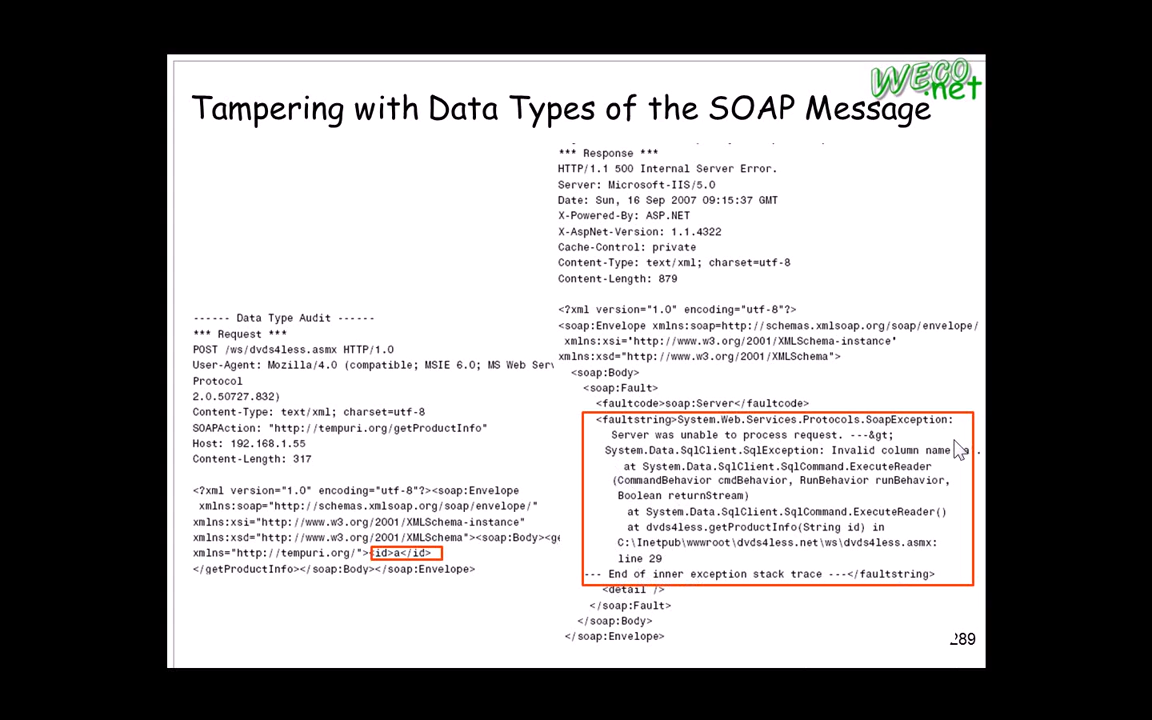 WECO
.net
Tampering with Data Types of the SOAP Message
------ Data Type Audit ------
*** Request ***
POST /ws/dvds4less.asmx HTTP/1.0
User-Agent: Mozilla/4.0 (compatible; MSIE 6.0; MS Web Serv
Protocol
2.0.50727.832)
Content-Type: text/xml; charset=utf-8
SOAPAction: "http://tempuri.org/getProductInfo"
Host: 192.168.1.55
Content-Length: 317
<?xml version="1.0" encoding="utf-8"?><soap:Envelope
xmlns:soap="http://schemas.xmlsoap.org/soap/envelope/"
xmlns:xsi="http://www.w3.org/2001/XMLSchema-instance"
xmlns:xsd="http://www.w3.org/2001/XMLSchema"><soap:Body><ge
xmlns="http://tempuri.org/"><id>a</id>
</getProductInfo></soap:Body></soap:Envelope>
*** Response ***
HTTP/1.1 500 Internal Server Error.
Server: Microsoft-IIS/5.0
Date: Sun, 16 Sep 2007 09:15:37 GMT
X-Powered-By: ASP.NET
X-AspNet-Version: 1.1.4322
Cache-Control: private
Content-Type: text/xml; charset=utf-8
Content-Length: 879
<?xml version="1.0" encoding="utf-8"?>
<soap:Envelope xmlns:soap=http://schemas.xmlsoap.org/soap/envelope/
xmlns:xsi="http://www.w3.org/2001/XMLSchema-instance"
xmlns:xsd="http://www.w3.org/2001/XMLSchema">
<soap:Body>
<soap:Fault>
<faultcode>soap:Server</faultcode>
<faultstring>System.Web.Services.Protocols.SoapException:
Server was unable to process request. ---&gt;
System.Data.SqlClient.SqlException: Invalid column name
at System.Data.SqlClient.SqlCommand.ExecuteReader
(CommandBehavior cmdBehavior, RunBehavior runBehavior,
Boolean returnStream)
at System.Data.SqlClient.SqlCommand.ExecuteReader()
at dvds4less.getProductInfo(String id) in
C:\Inetpub\wwwroot\dvds4less.net\ws\dvds4less.asmx:
line 29
--- End of inner exception stack trace ---</faultstring>
<detail />
</soap:Fault>
</soap:Body>
</soap:Envelope>
289